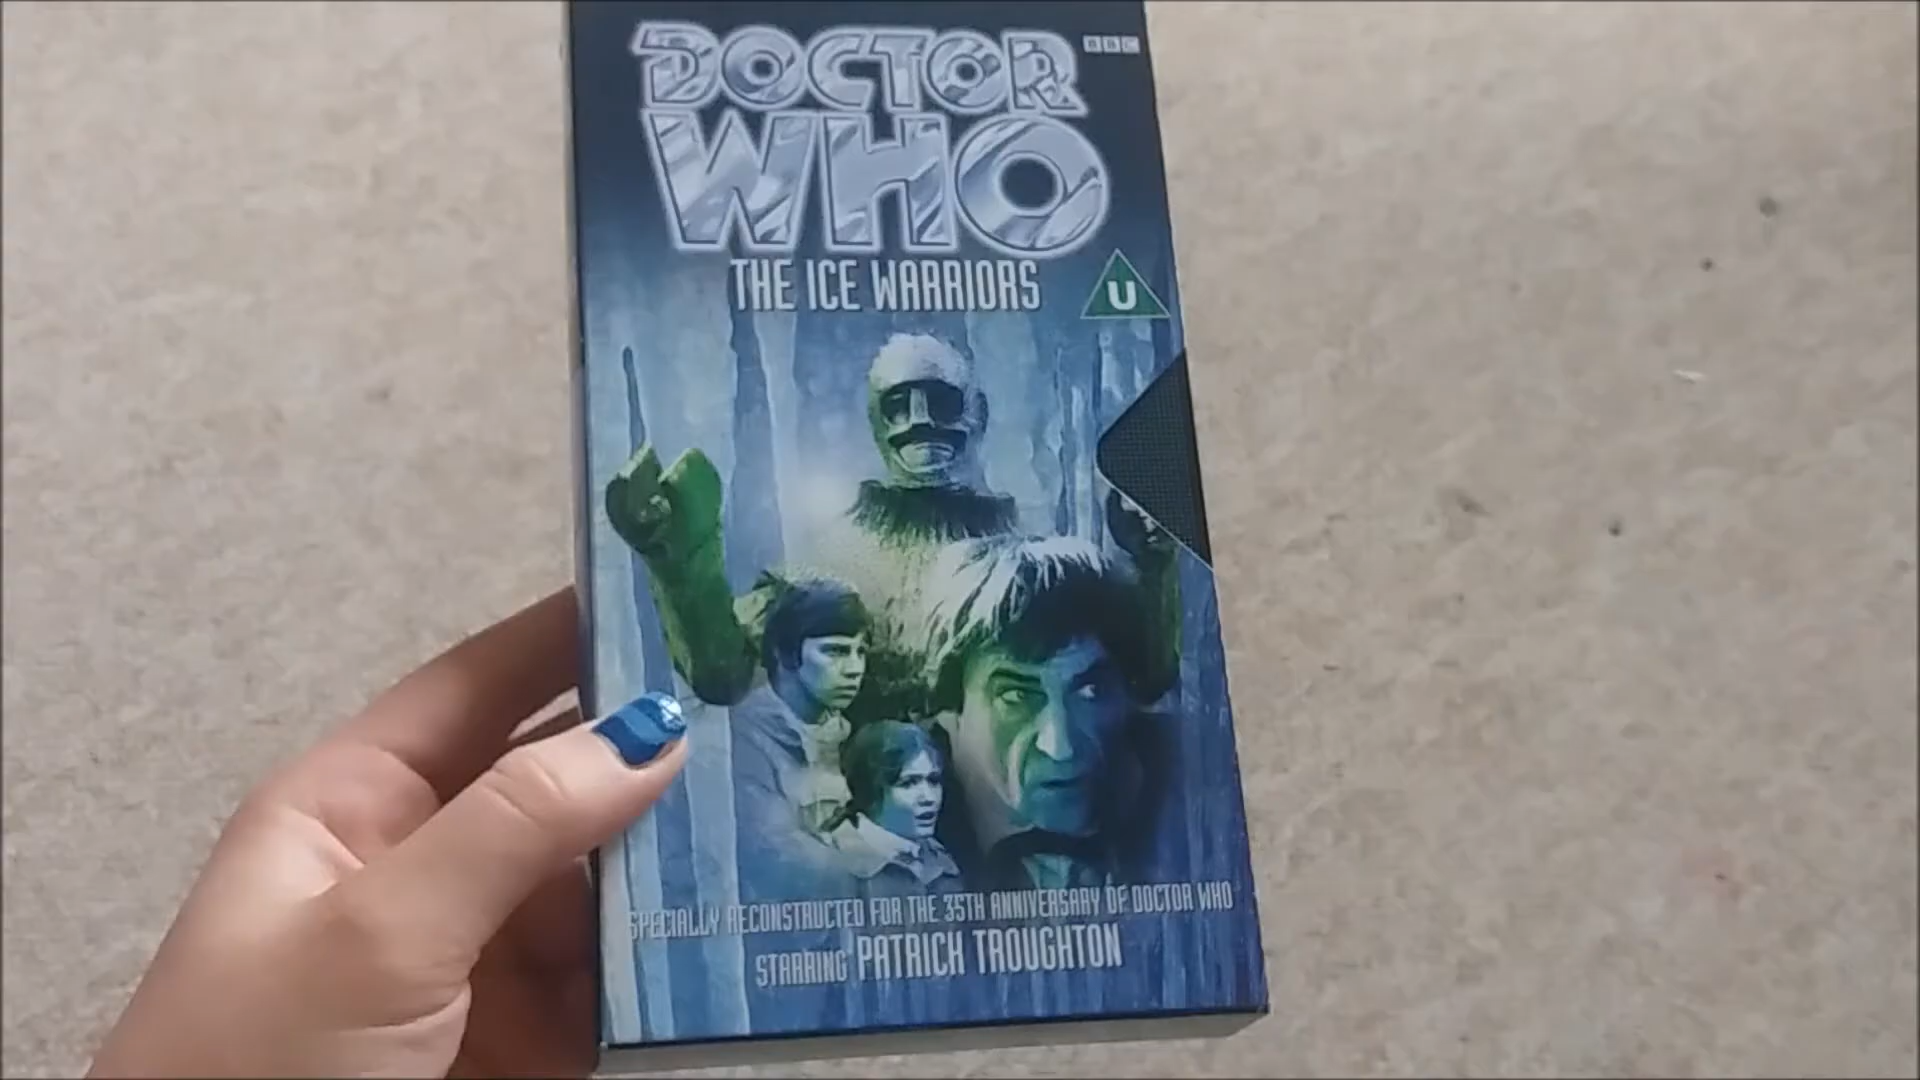 DOCTOR
BBC
WHO
THE ICE WARRIORS
U
SPECIALLY RECONSTRUCTED FOR THE 35TH ANNIVERSARY OF DOCTOR WHO
STARRING PATRICK TROUGHTON